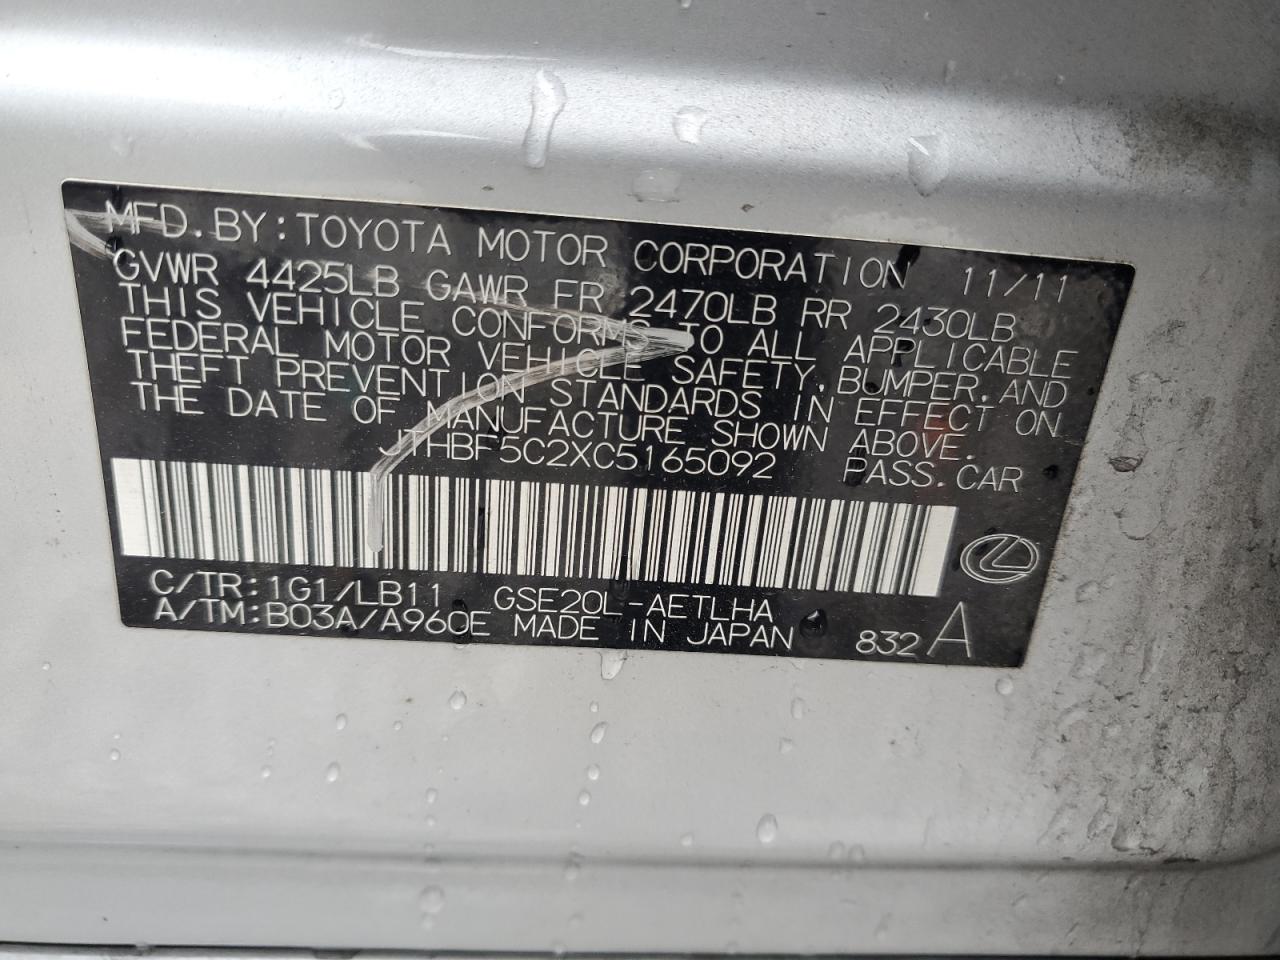 MFD. BY: TOYOTA MOTOR CORPORATION 11/11
GVWR 4425LB GAWR FR 2470LB RR 2430LB
THIS VEHICLE CONFORMS TO ALL APPLICABLE
FEDERAL MOTOR VEHICLE SAFETY, BUMPER, AND
THEFT PREVENTION STANDARDS IN EFFECT ON
THE DATE OF MANUFACTURE SHOWN ABOVE.
JTHBF5C2XC5165092 PASS. CAR
C/TR: 1G1/LB11 GSE20L-AETLHA
A/TM: B03A/A960E MADE IN JAPAN 832 A